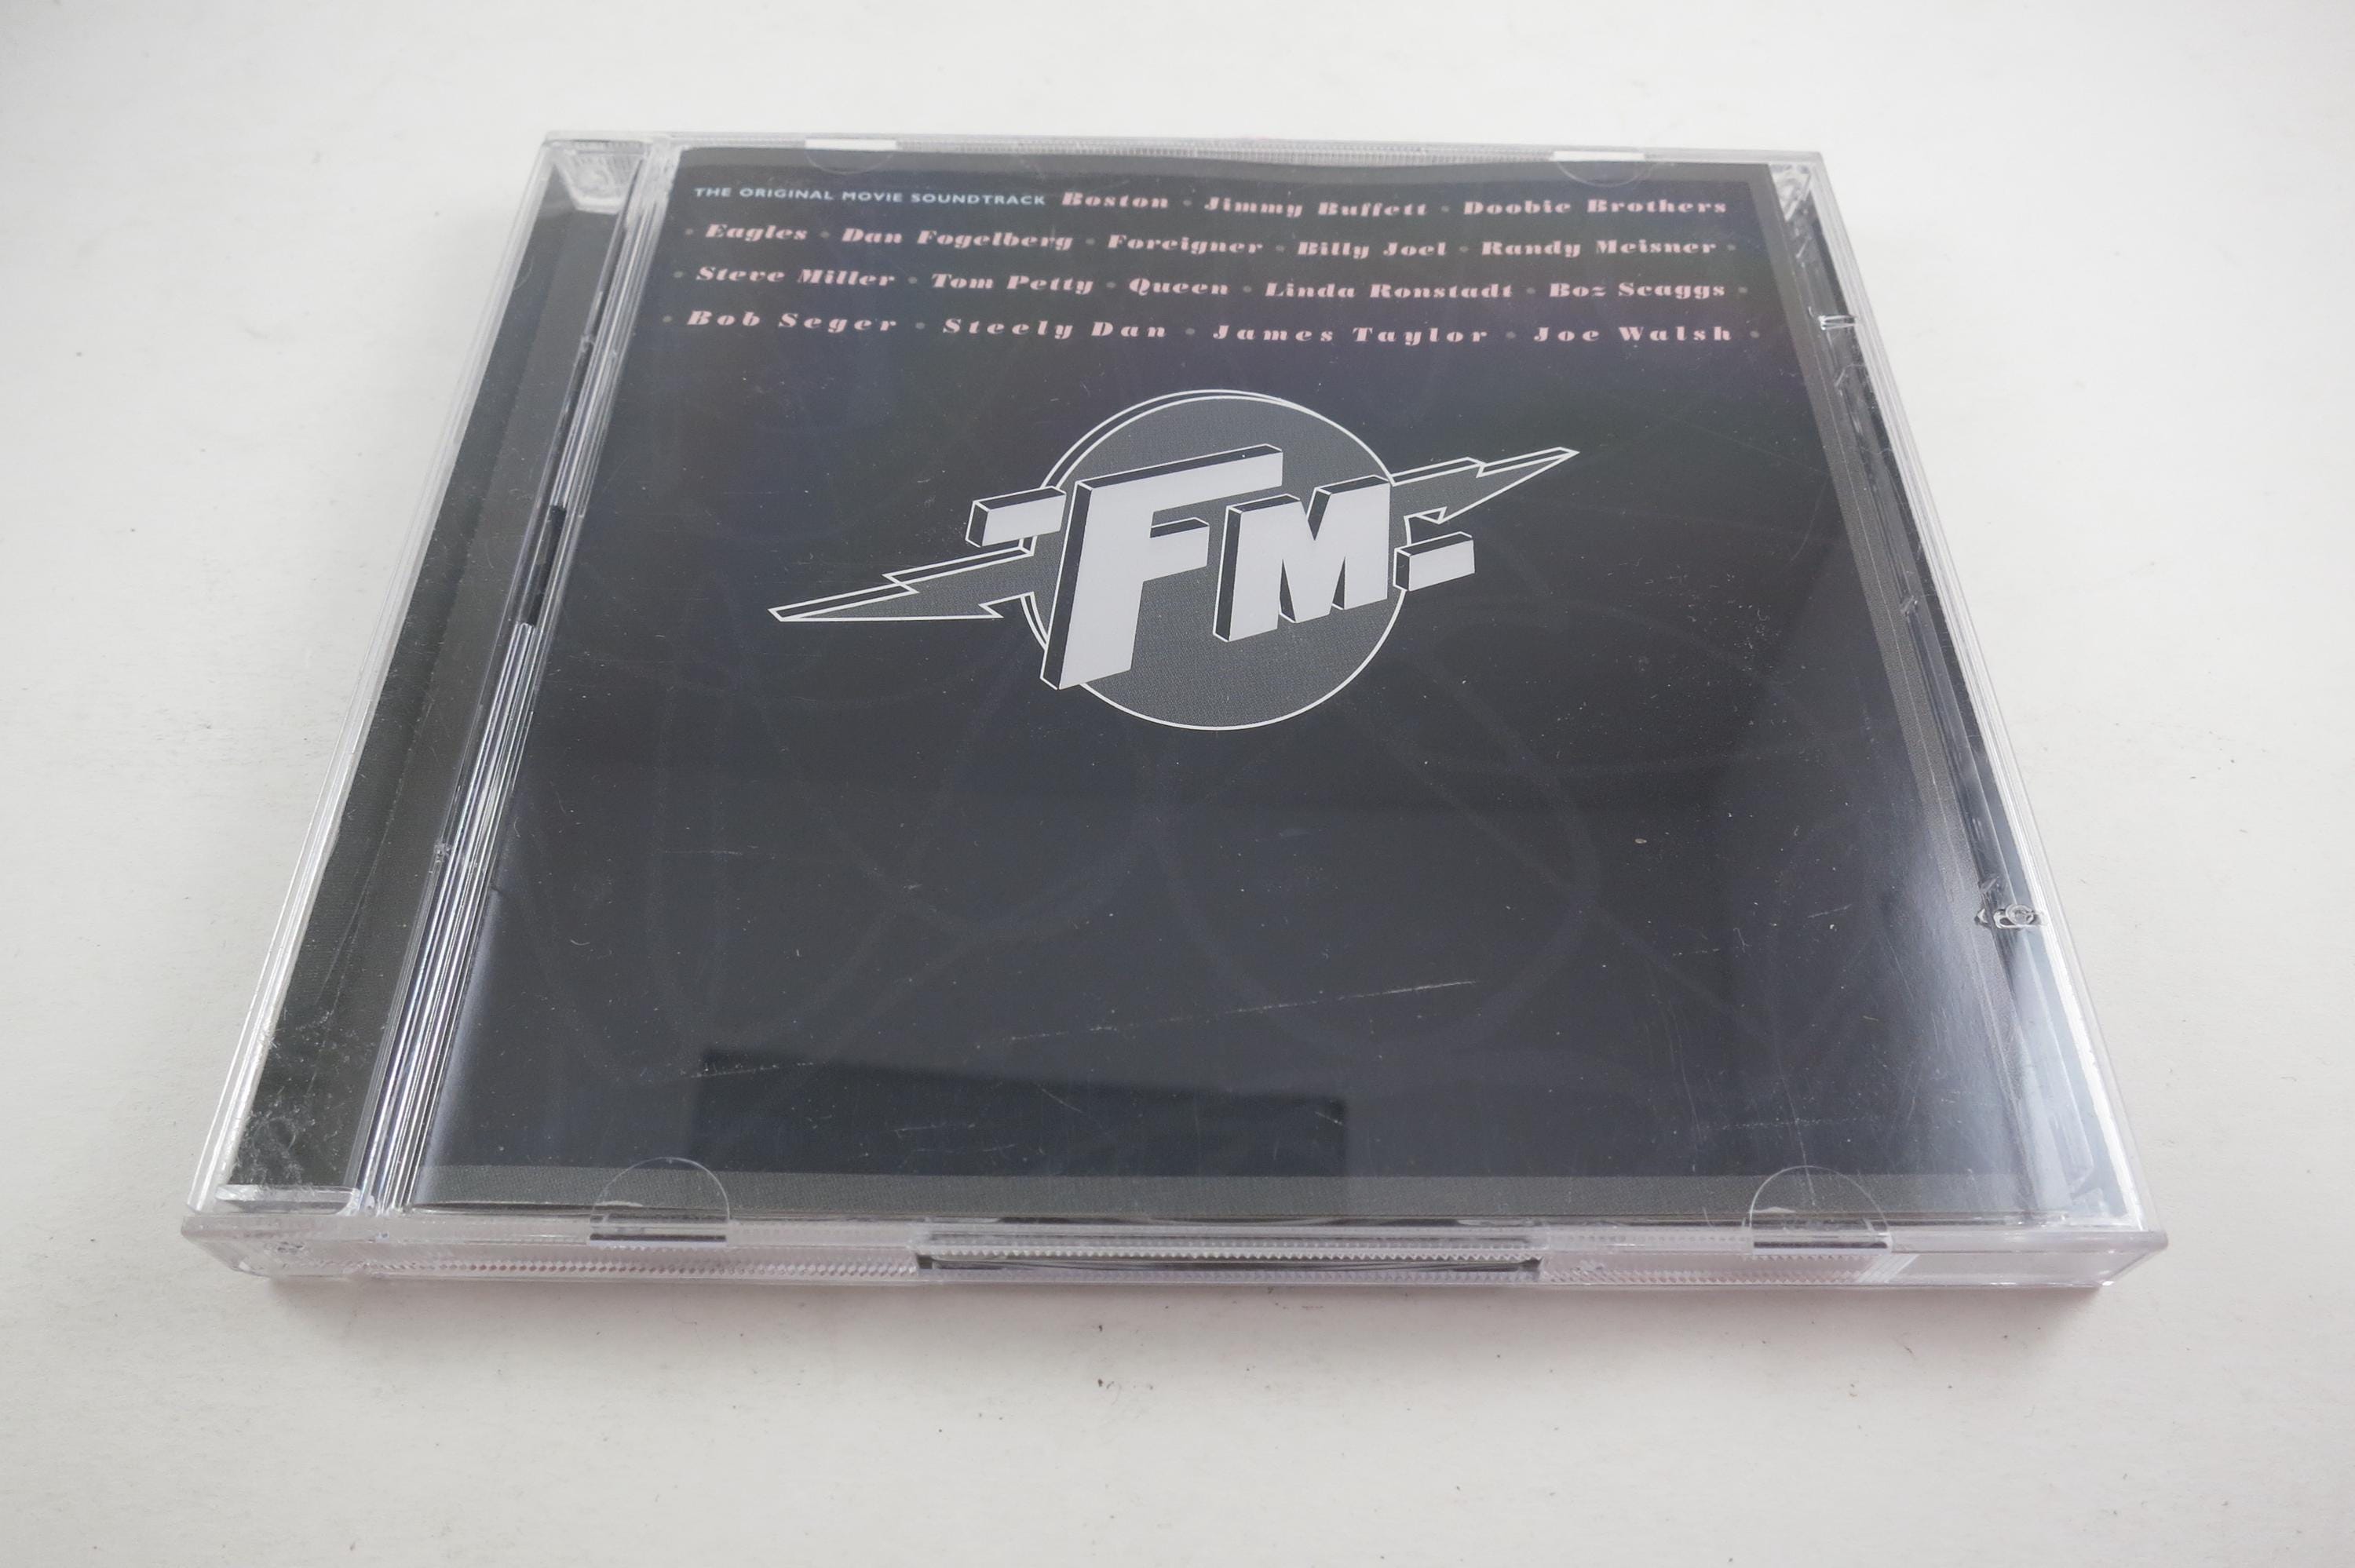 THE ORIGINAL MOVIE SOUNDTRACK Boston • Jimmy Buffett • Doobie Brothers
• Eagles • Dan Fogelberg • Foreigner • Billy Joel • Randy Meisner •
• Steve Miller • Tom Petty • Queen • Linda Ronstadt • Boz Scaggs •
• Bob Seger • Steely Dan • James Taylor • Joe Walsh •
FM